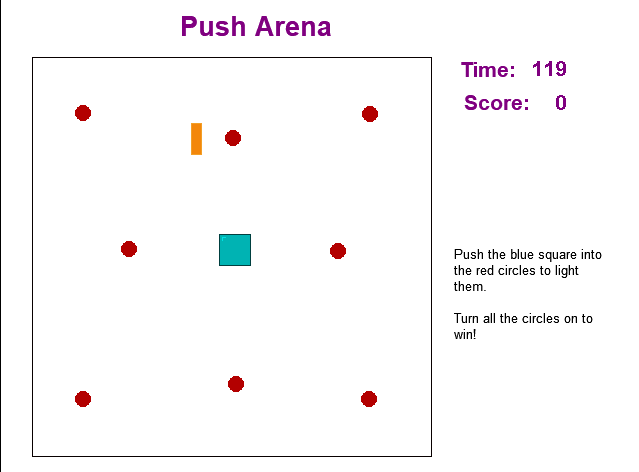 Push Arena
Time: 119
Score: 0
Push the blue square into
the red circles to light
them.
Turn all the circles on to
win!